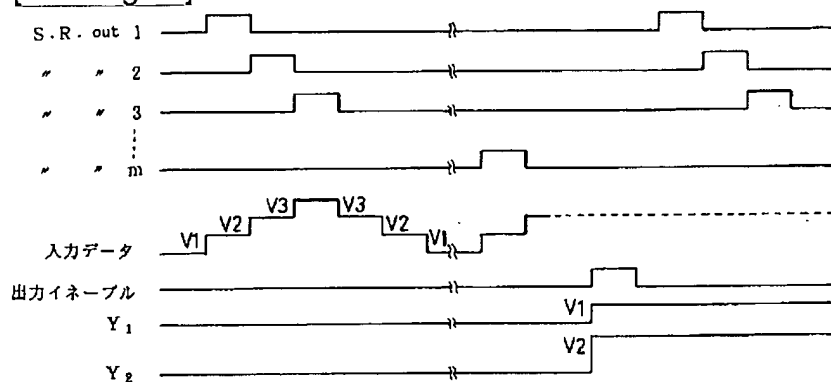 S.R. out 1
〃 〃 2
〃 〃 3
〃 〃 m
V1 V2 V3 V3 V2 V1
入力データ
出力イネーブル
V1
Y1
V2
Y2